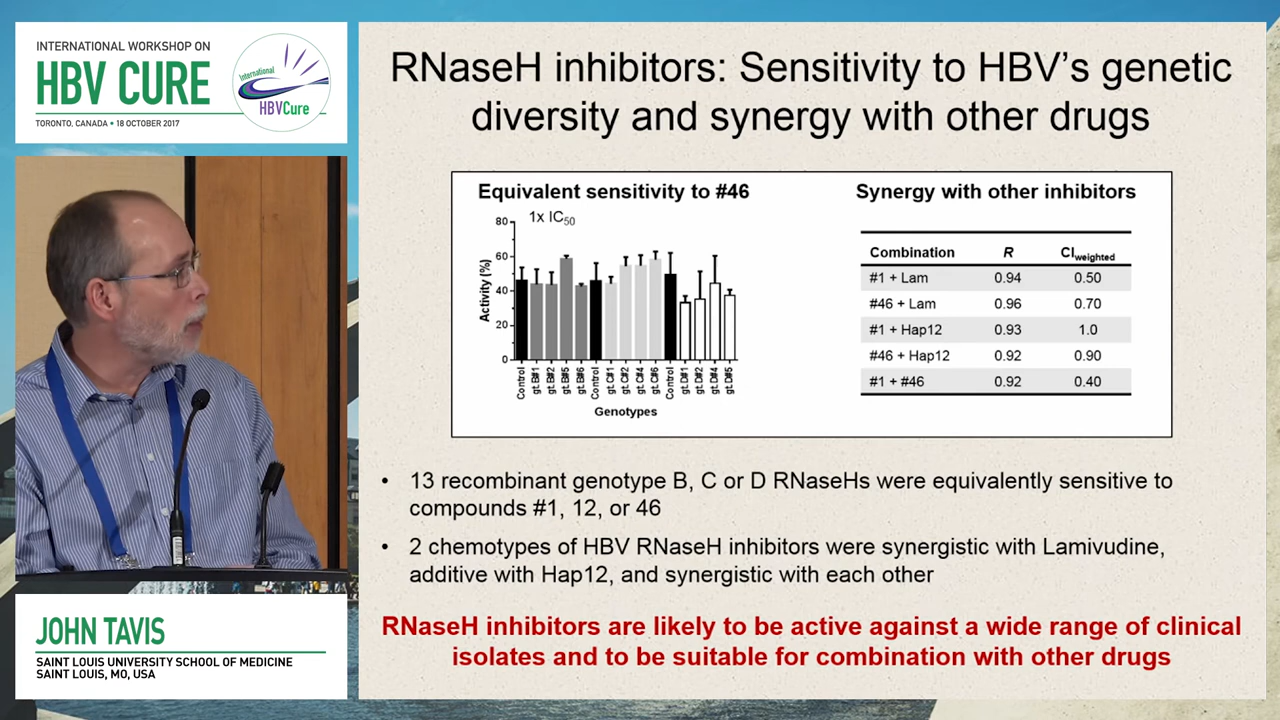 INTERNATIONAL WORKSHOP ON
HBV CURE
TORONTO, CANADA • 18 OCTOBER 2017
International
HBVCure
RNaseH inhibitors: Sensitivity to HBV's genetic
diversity and synergy with other drugs
Equivalent sensitivity to #46
1x IC50
80
60
40
20
0
Activity (%)
Control
gt.B#1
gt.B#2
gt.B#5
gt.B#6
Control
gt.C#1
gt.C#2
gt.C#4
gt.C#6
Control
gt.D#1
gt.D#2
gt.D#4
gt.D#5
Genotypes
Synergy with other inhibitors
Combination R CIweighted
#1 + Lam 0.94 0.50
#46 + Lam 0.96 0.70
#1 + Hap12 0.93 1.0
#46 + Hap12 0.92 0.90
#1 + #46 0.92 0.40
• 13 recombinant genotype B, C or D RNaseHs were equivalently sensitive to
compounds #1, 12, or 46
• 2 chemotypes of HBV RNaseH inhibitors were synergistic with Lamivudine,
additive with Hap12, and synergistic with each other
RNaseH inhibitors are likely to be active against a wide range of clinical
isolates and to be suitable for combination with other drugs
JOHN TAVIS
SAINT LOUIS UNIVERSITY SCHOOL OF MEDICINE
SAINT LOUIS, MO, USA